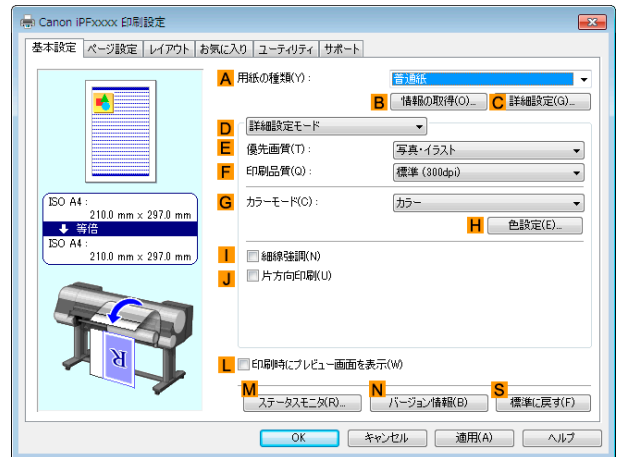 Canon iPFxxxx 印刷設定
基本設定 ページ設定 レイアウト お気に入り ユーティリティ サポート
A 用紙の種類(Y): 普通紙
B 情報の取得(O)... C 詳細設定(G)...
D 詳細設定モード
E 優先画質(T): 写真・イラスト
F 印刷品質(Q): 標準 (300dpi)
ISO A4:
210.0 mm × 297.0 mm
等倍
ISO A4:
210.0 mm × 297.0 mm
G カラーモード(C): カラー
H 色設定(E)...
I 細線強調(N)
J 片方向印刷(U)
R
L 印刷時にプレビュー画面を表示(W)
M ステータスモニタ(R)... N バージョン情報(B) S 標準に戻す(F)
OK キャンセル 適用(A) ヘルプ